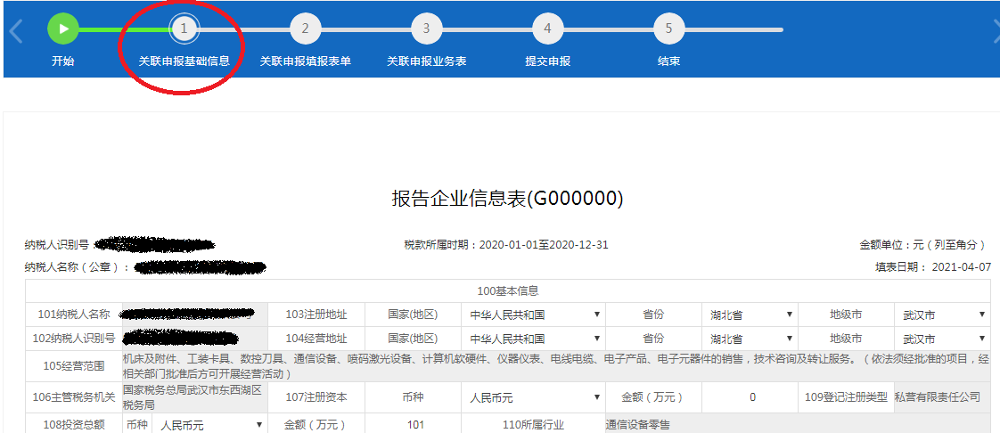 1 2 3 4 5
开始 关联申报基础信息 关联申报填报表单 关联申报业务表 提交申报 结束
报告企业信息表(G000000)
纳税人识别号： 税款所属时期：2020-01-01至2020-12-31 金额单位：元（列至角分）
纳税人名称（公章）： 填表日期： 2021-04-07
100基本信息
101纳税人名称 103注册地址 国家(地区) 中华人民共和国 省份 湖北省 地级市 武汉市
102纳税人识别号 104经营地址 国家(地区) 中华人民共和国 省份 湖北省 地级市 武汉市
105经营范围 机床及附件、工装卡具、数控刀具、通信设备、喷码激光设备、计算机软硬件、仪器仪表、电线电缆、电子产品、电子元器件的销售，技术咨询及转让服务。（依法须经批准的项目，经
相关部门批准后方可开展经营活动）
106主管税务机关 国家税务总局武汉市东西湖区
税务局 107注册资本 币种 人民币元 金额（万元） 0 109登记注册类型 私营有限责任公司
108投资总额 币种 人民币元 金额（万元） 101 110所属行业 通信设备零售